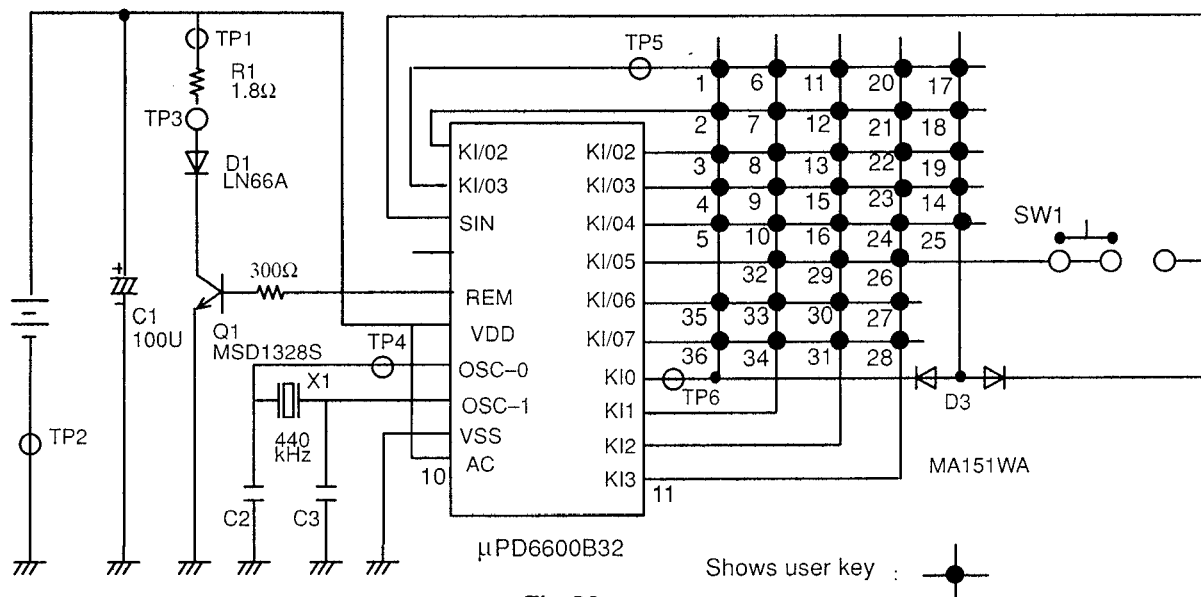 TP1
R1
1.8Ω
TP3
D1
LN66A
300Ω
C1
100U
Q1
MSD1328S
TP4
X1
440
kHz
TP2
C2
C3
KI/02
KI/03
SIN
REM
VDD
OSC–0
OSC–1
VSS
AC
10
KI/02
KI/03
KI/04
KI/05
KI/06
KI/07
KI0
KI1
KI2
KI3
11
µPD6600B32
TP5
1 6 11 20 17
2 7 12 21 18
3 8 13 22 19
4 9 15 23 14
5 10 16 24 25
32 29 26
35 33 30 27
36 34 31 28
TP6
SW1
D3
MA151WA
Shows user key :